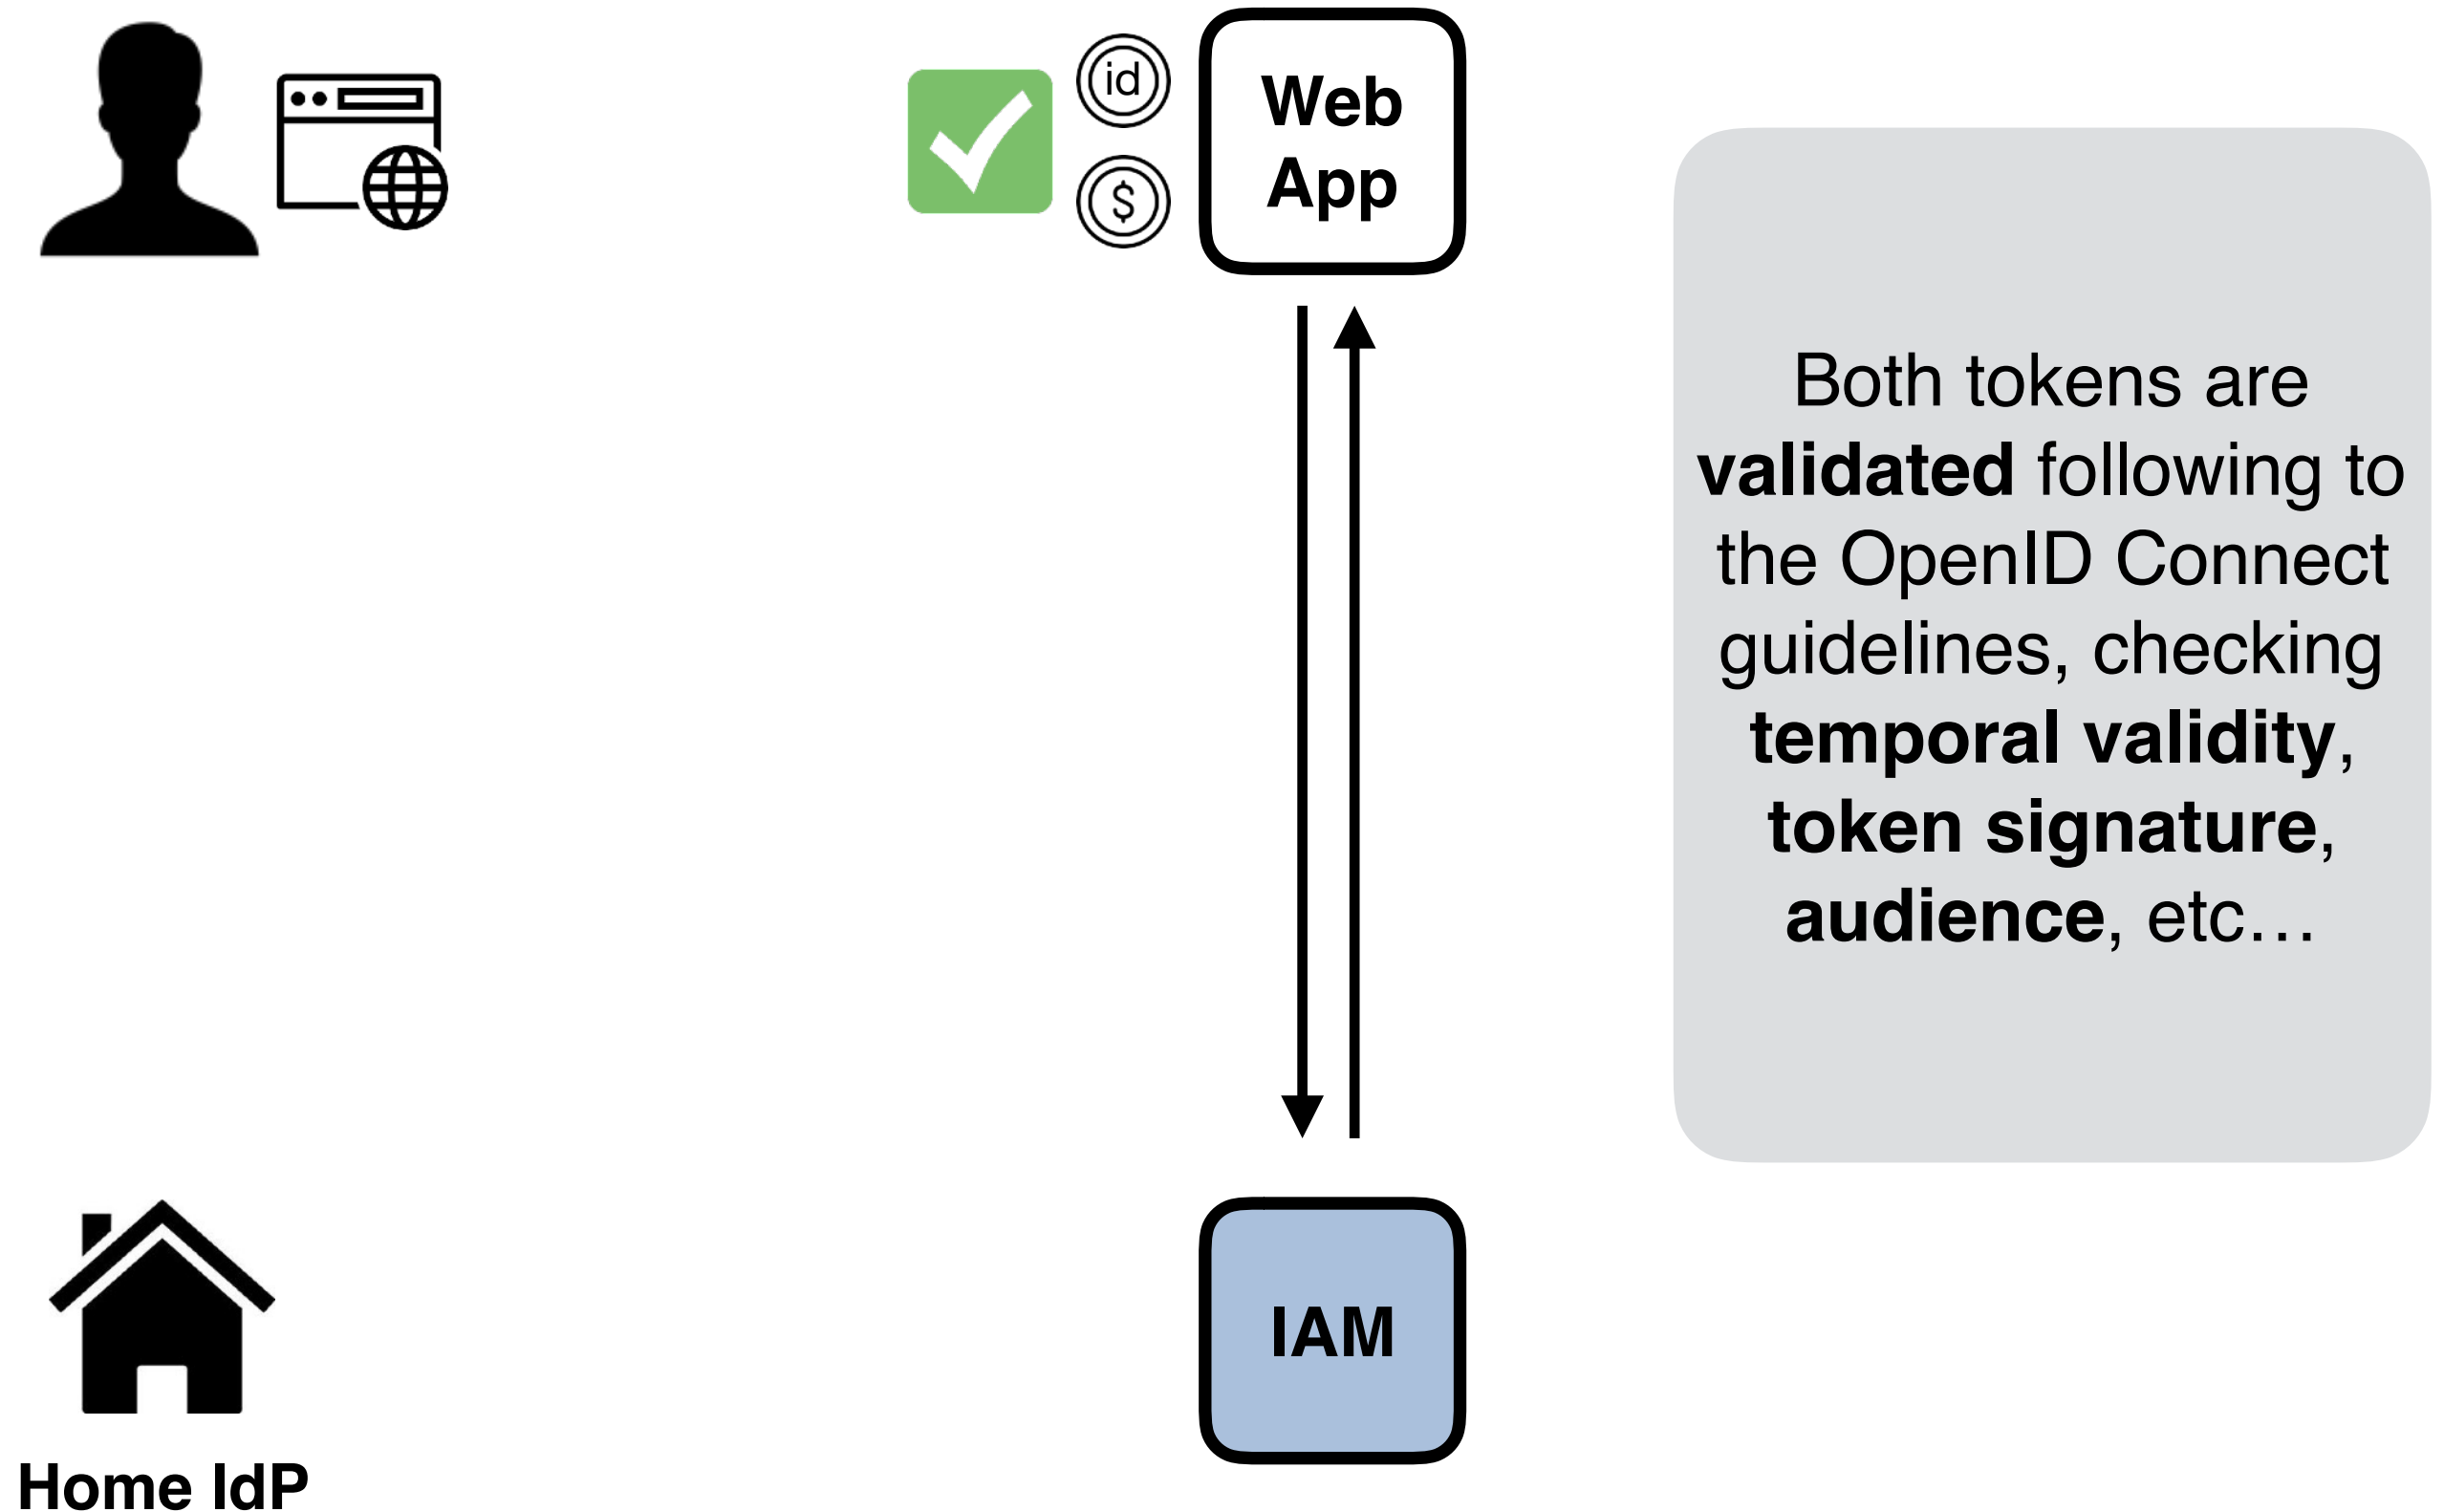 id
$
Web
App
Both tokens are
validated following to
the OpenID Connect
guidelines, checking
temporal validity,
token signature,
audience, etc…
IAM
Home IdP